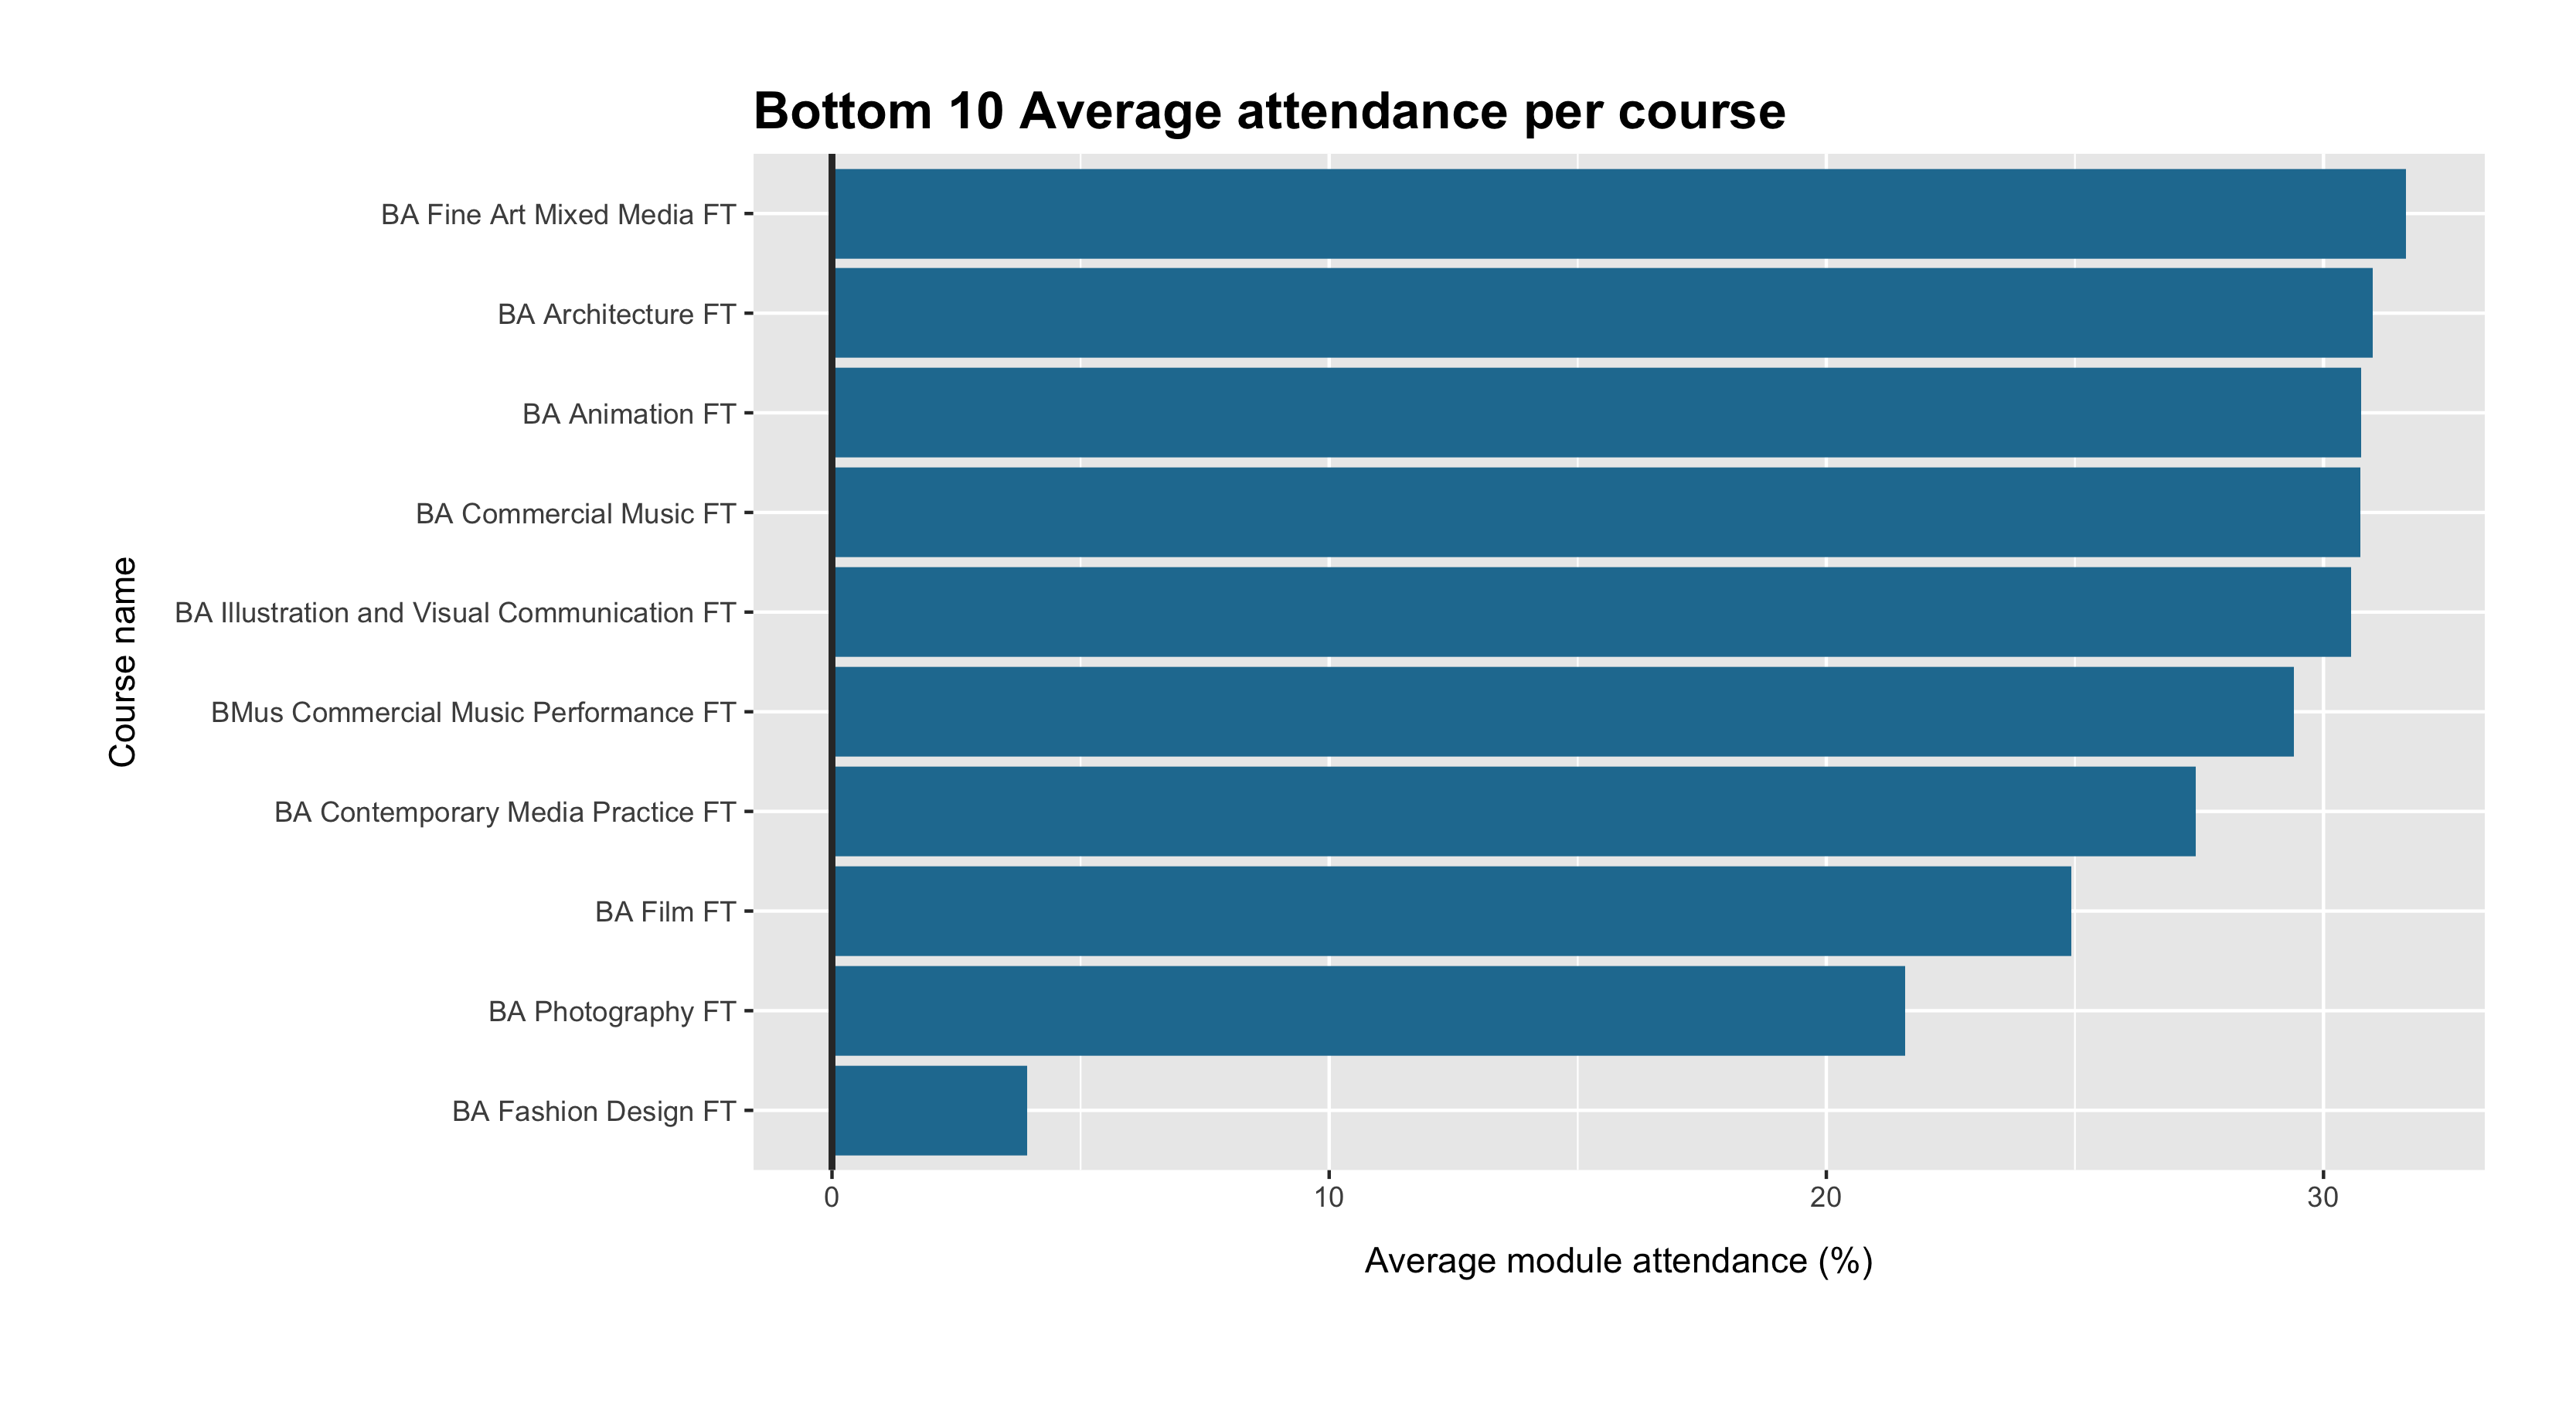 Bottom 10 Average attendance per course
Course name
BA Fine Art Mixed Media FT
BA Architecture FT
BA Animation FT
BA Commercial Music FT
BA Illustration and Visual Communication FT
BMus Commercial Music Performance FT
BA Contemporary Media Practice FT
BA Film FT
BA Photography FT
BA Fashion Design FT
0 10 20 30
Average module attendance (%)